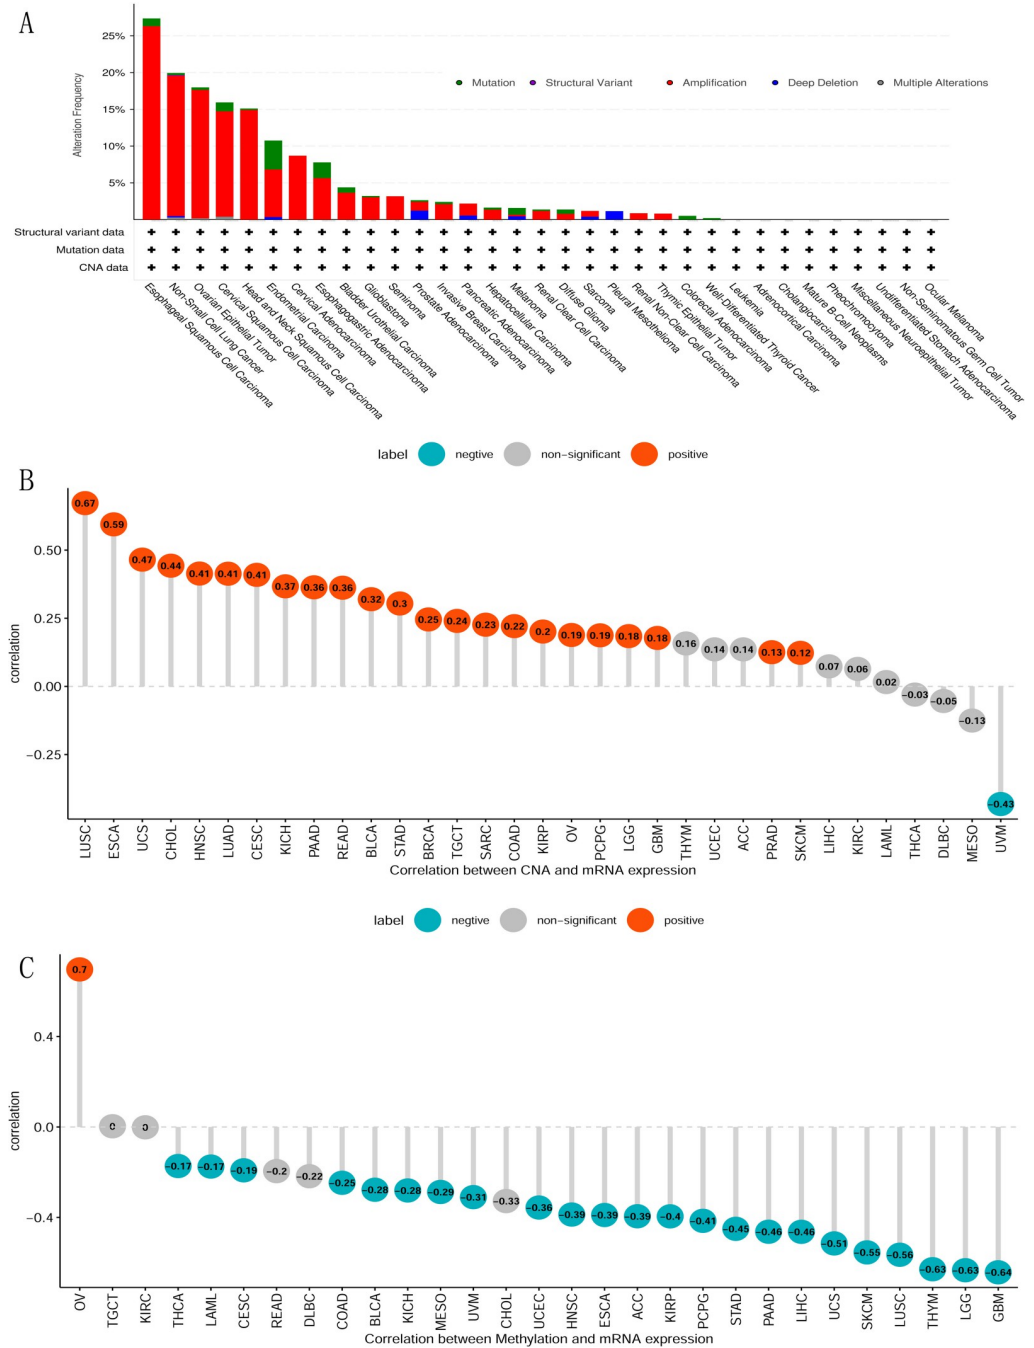 A
Alteration Frequency
25%
20%
15%
10%
5%
Mutation
Structural Variant
Amplification
Deep Deletion
Multiple Alterations
Structural variant data
Mutation data
CNA data
Esophageal Squamous Cell Carcinoma
Non-Small Cell Lung Cancer
Ovarian Epithelial Tumor
Cervical Squamous Cell Carcinoma
Head and Neck Squamous Cell Carcinoma
Endometrial Carcinoma
Cervical Adenocarcinoma
Esophagogastric Adenocarcinoma
Bladder Urothelial Carcinoma
Glioblastoma
Seminoma
Prostate Adenocarcinoma
Invasive Breast Carcinoma
Pancreatic Adenocarcinoma
Hepatocellular Carcinoma
Melanoma
Renal Clear Cell Carcinoma
Diffuse Glioma
Sarcoma
Pleural Mesothelioma
Renal Non-Clear Cell Carcinoma
Thymic Epithelial Tumor
Colorectal Adenocarcinoma
Well-Differentiated Thyroid Cancer
Leukemia
Adrenocortical Carcinoma
Cholangiocarcinoma
Mature B-Cell Neoplasms
Pheochromocytoma
Miscellaneous Neuroepithelial Tumor
Undifferentiated Stomach Adenocarcinoma
Non-Seminomatous Germ Cell Tumor
Ocular Melanoma
label negtive non-significant positive
B
correlation
0.50
0.25
0.00
-0.25
0.67 0.59 0.47 0.44 0.41 0.41 0.41 0.37 0.36 0.36 0.32 0.3 0.25 0.24 0.23 0.22 0.2 0.19 0.19 0.18 0.18 0.16 0.14 0.14 0.13 0.12 0.07 0.06 0.02 -0.03 -0.05 -0.13 -0.43
LUSC ESCA UCS CHOL HNSC LUAD CESC KICH PAAD READ BLCA STAD BRCA TGCT SARC COAD KIRP OV PCPG LGG GBM THYM UCEC ACC PRAD SKCM LIHC KIRC LAML THCA DLBC MESO UVM
Correlation between CNA and mRNA expression
label negtive non-significant positive
C
correlation
0.4
0.0
-0.4
0.7 0 0 -0.17 -0.17 -0.19 -0.2 -0.22 -0.25 -0.28 -0.28 -0.29 -0.31 -0.33 -0.36 -0.39 -0.39 -0.39 -0.4 -0.41 -0.45 -0.46 -0.46 -0.51 -0.55 -0.56 -0.63 -0.63 -0.64
OV TGCT KIRC THCA LAML CESC READ DLBC COAD BLCA KICH MESO UVM CHOL UCEC HNSC ESCA ACC KIRP PCPG STAD PAAD LIHC UCS SKCM LUSC THYM LGG GBM
Correlation between Methylation and mRNA expression